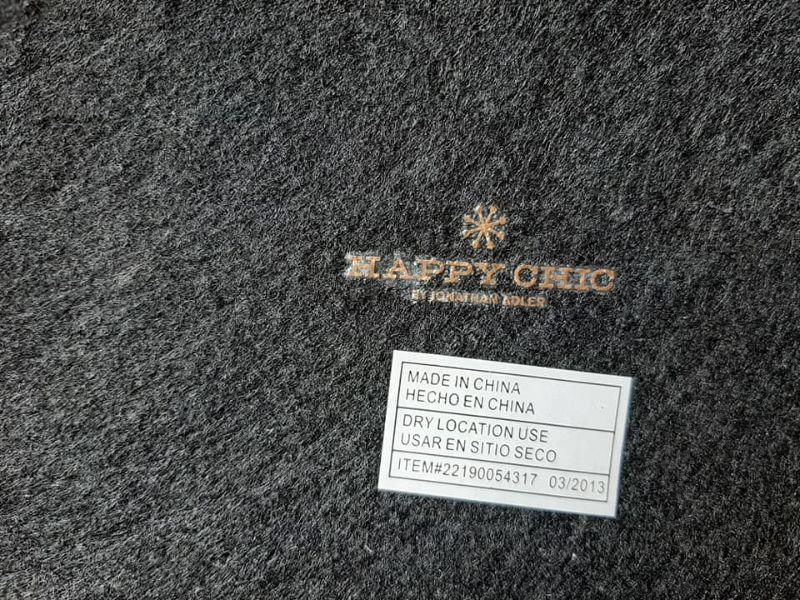 HAPPY CHIC
BY JONATHAN ADLER
MADE IN CHINA
HECHO EN CHINA
DRY LOCATION USE
USAR EN SITIO SECO
ITEM#22190054317 03/2013